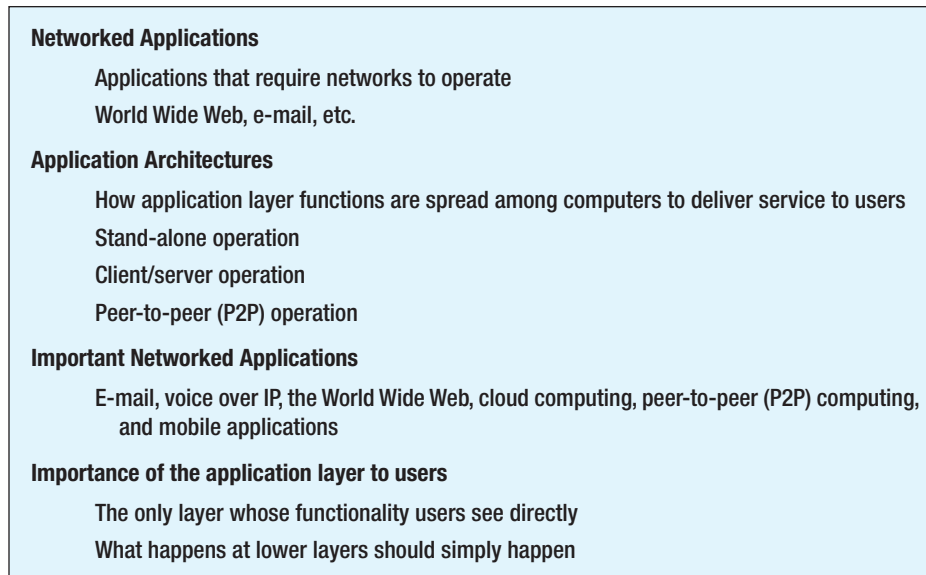 Networked Applications
Applications that require networks to operate
World Wide Web, e-mail, etc.
Application Architectures
How application layer functions are spread among computers to deliver service to users
Stand-alone operation
Client/server operation
Peer-to-peer (P2P) operation
Important Networked Applications
E-mail, voice over IP, the World Wide Web, cloud computing, peer-to-peer (P2P) computing,
and mobile applications
Importance of the application layer to users
The only layer whose functionality users see directly
What happens at lower layers should simply happen